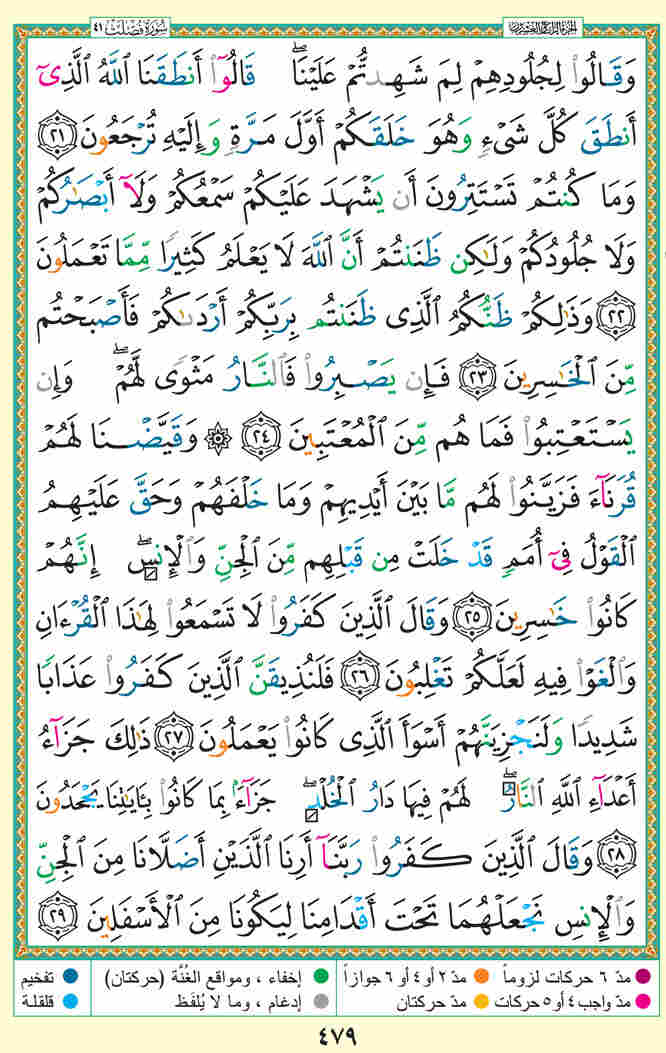 سُورَةُ فُصِّلَتْ ٤١
الجزء الرابع والعشرون
وَقَالُوا۟ لِجُلُودِهِمْ لِمَ شَهِدتُّمْ عَلَيْنَا ۖ قَالُوٓا۟ أَنطَقَنَا ٱللَّهُ ٱلَّذِىٓ
أَنطَقَ كُلَّ شَىْءٍ وَهُوَ خَلَقَكُمْ أَوَّلَ مَرَّةٍ وَإِلَيْهِ تُرْجَعُونَ ٢١
وَمَا كُنتُمْ تَسْتَتِرُونَ أَن يَشْهَدَ عَلَيْكُمْ سَمْعُكُمْ وَلَآ أَبْصَـٰرُكُمْ
وَلَا جُلُودُكُمْ وَلَـٰكِن ظَنَنتُمْ أَنَّ ٱللَّهَ لَا يَعْلَمُ كَثِيرًا مِّمَّا تَعْمَلُونَ
٢٢ وَذَٰلِكُمْ ظَنُّكُمُ ٱلَّذِى ظَنَنتُم بِرَبِّكُمْ أَرْدَىٰكُمْ فَأَصْبَحْتُم
مِّنَ ٱلْخَـٰسِرِينَ ٢٣ فَإِن يَصْبِرُوا۟ فَٱلنَّارُ مَثْوًى لَّهُمْ ۖ وَإِن
يَسْتَعْتِبُوا۟ فَمَا هُم مِّنَ ٱلْمُعْتَبِينَ ٢٤ ۞ وَقَيَّضْنَا لَهُمْ
قُرَنَآءَ فَزَيَّنُوا۟ لَهُم مَّا بَيْنَ أَيْدِيهِمْ وَمَا خَلْفَهُمْ وَحَقَّ عَلَيْهِمُ
ٱلْقَوْلُ فِىٓ أُمَمٍ قَدْ خَلَتْ مِن قَبْلِهِم مِّنَ ٱلْجِنِّ وَٱلْإِنسِ ۖ إِنَّهُمْ
كَانُوا۟ خَـٰسِرِينَ ٢٥ وَقَالَ ٱلَّذِينَ كَفَرُوا۟ لَا تَسْمَعُوا۟ لِهَـٰذَا ٱلْقُرْءَانِ
وَٱلْغَوْا۟ فِيهِ لَعَلَّكُمْ تَغْلِبُونَ ٢٦ فَلَنُذِيقَنَّ ٱلَّذِينَ كَفَرُوا۟ عَذَابًا
شَدِيدًا وَلَنَجْزِيَنَّهُمْ أَسْوَأَ ٱلَّذِى كَانُوا۟ يَعْمَلُونَ ٢٧ ذَٰلِكَ جَزَآءُ
أَعْدَآءِ ٱللَّهِ ٱلنَّارُ ۖ لَهُمْ فِيهَا دَارُ ٱلْخُلْدِ ۖ جَزَآءًۢ بِمَا كَانُوا۟ بِـَٔايَـٰتِنَا يَجْحَدُونَ
٢٨ وَقَالَ ٱلَّذِينَ كَفَرُوا۟ رَبَّنَآ أَرِنَا ٱلَّذَيْنِ أَضَلَّانَا مِنَ ٱلْجِنِّ
وَٱلْإِنسِ نَجْعَلْهُمَا تَحْتَ أَقْدَامِنَا لِيَكُونَا مِنَ ٱلْأَسْفَلِينَ ٢٩
مدّ ٦ حركات لزوماً مدّ ٢ أو ٤ أو ٦ جوازاً إخفاء ، ومواقع الغُنَّة (حركتان) تفخيم
مدّ واجب ٤ أو ٥ حركات مدّ حركتان إدغام ، وما لا يُلفَظ قلقلة
٤٧٩